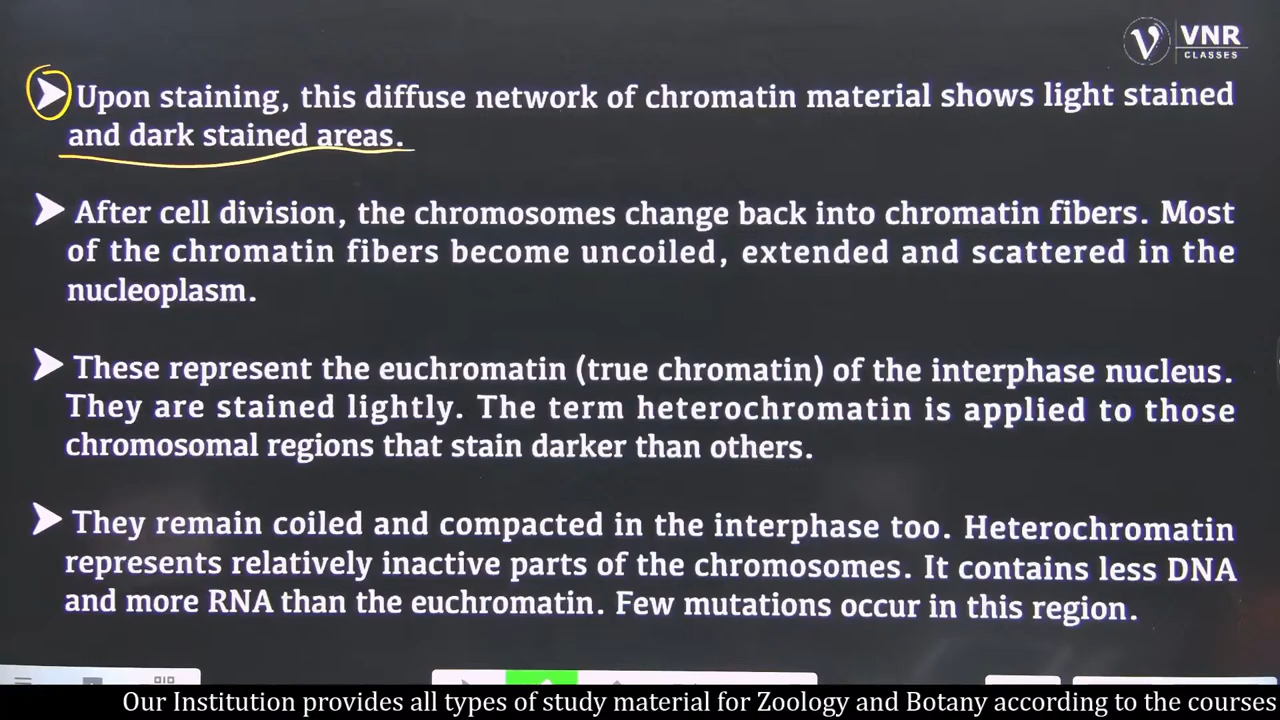 VNR
CLASSES
Upon staining, this diffuse network of chromatin material shows light stained
and dark stained areas.
After cell division, the chromosomes change back into chromatin fibers. Most
of the chromatin fibers become uncoiled, extended and scattered in the
nucleoplasm.
These represent the euchromatin (true chromatin) of the interphase nucleus.
They are stained lightly. The term heterochromatin is applied to those
chromosomal regions that stain darker than others.
They remain coiled and compacted in the interphase too. Heterochromatin
represents relatively inactive parts of the chromosomes. It contains less DNA
and more RNA than the euchromatin. Few mutations occur in this region.
Our Institution provides all types of study material for Zoology and Botany according to the courses